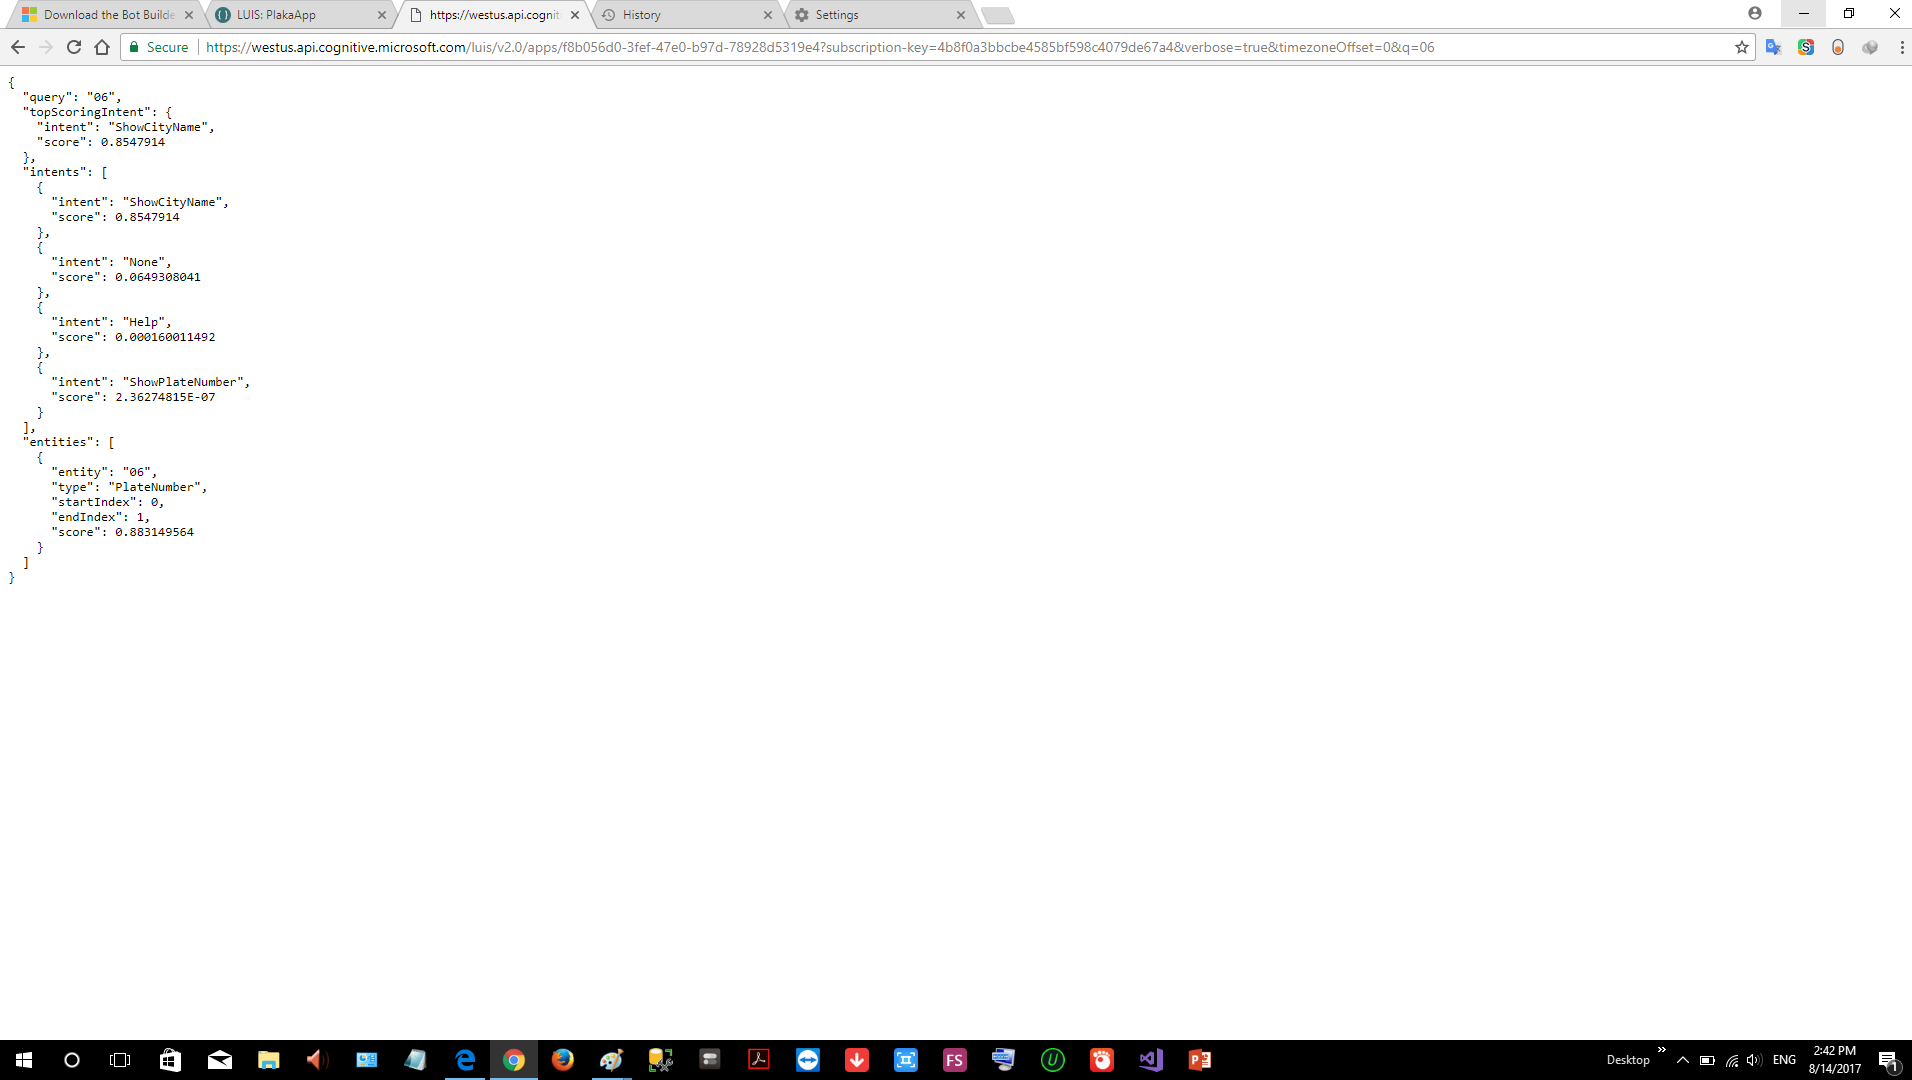 Download the Bot Builde
LUIS: PlakaApp
https://westus.api.cognit
History
Settings
Secure
https://westus.api.cognitive.microsoft.com/luis/v2.0/apps/f8b056d0-3fef-47e0-b97d-78928d5319e4?subscription-key=4b8f0a3bbcbe4585bf598c4079de67a4&verbose=true&timezoneOffset=0&q=06
{
  "query": "06",
  "topScoringIntent": {
    "intent": "ShowCityName",
    "score": 0.8547914
  },
  "intents": [
    {
      "intent": "ShowCityName",
      "score": 0.8547914
    },
    {
      "intent": "None",
      "score": 0.0649308041
    },
    {
      "intent": "Help",
      "score": 0.000160011492
    },
    {
      "intent": "ShowPlateNumber",
      "score": 2.36274815E-07
    }
  ],
  "entities": [
    {
      "entity": "06",
      "type": "PlateNumber",
      "startIndex": 0,
      "endIndex": 1,
      "score": 0.883149564
    }
  ]
}
FS
U
Desktop
ENG
2:42 PM
8/14/2017
1